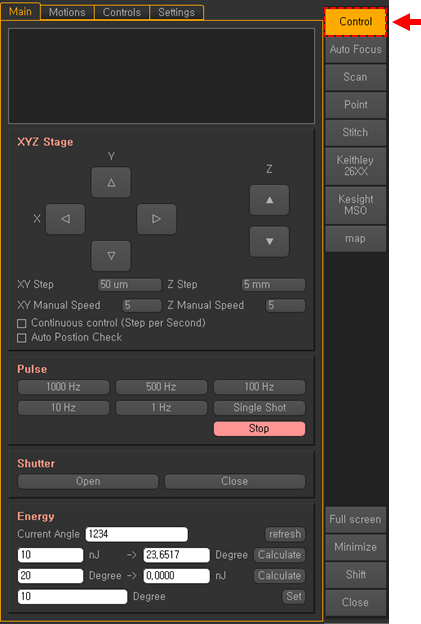 Main Motions Controls Settings
Control
Auto Focus
Scan
Point
Stitch
Keithley
26XX
Kesight
MSO
map
XYZ Stage
Y
Z
X
XY Step 50 um Z Step 5 mm
XY Manual Speed 5 Z Manual Speed 5
Continuous control (Step per Second)
Auto Postion Check
Pulse
1000 Hz 500 Hz 100 Hz
10 Hz 1 Hz Single Shot
Stop
Shutter
Open Close
Energy
Current Angle 1234 refresh
10 nJ -> 23,6517 Degree Calculate
20 Degree -> 0,0000 nJ Calculate
10 Degree Set
Full screen
Minimize
Shift
Close